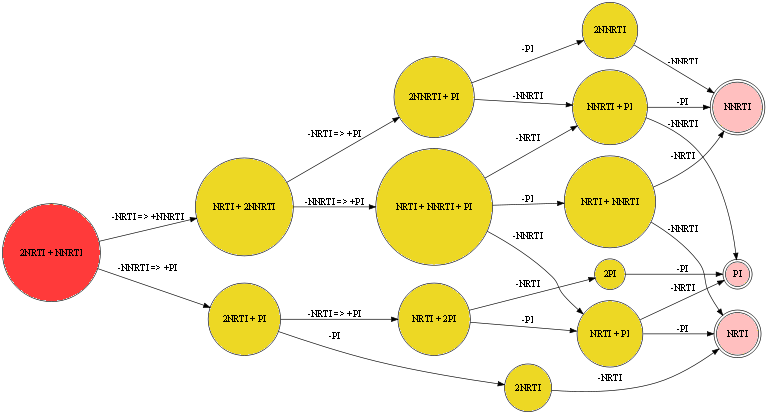 2NNRTI
-PI
-NNRTI
2NNRTI + PI
-NNRTI
NNRTI + PI
-PI
NNRTI
-NRTI => +PI
-NNRTI
-NRTI
-NRTI
-NRTI => +NNRTI
NRTI + 2NNRTI
-NNRTI => +PI
NRTI + NNRTI + PI
-PI
NRTI + NNRTI
2NRTI + NNRTI
-NNRTI
-NNRTI
-NNRTI => +PI
-NRTI
2PI
-PI
PI
-NRTI
2NRTI + PI
-NRTI => +PI
NRTI + 2PI
-PI
NRTI + PI
-PI
NRTI
-PI
2NRTI
-NRTI